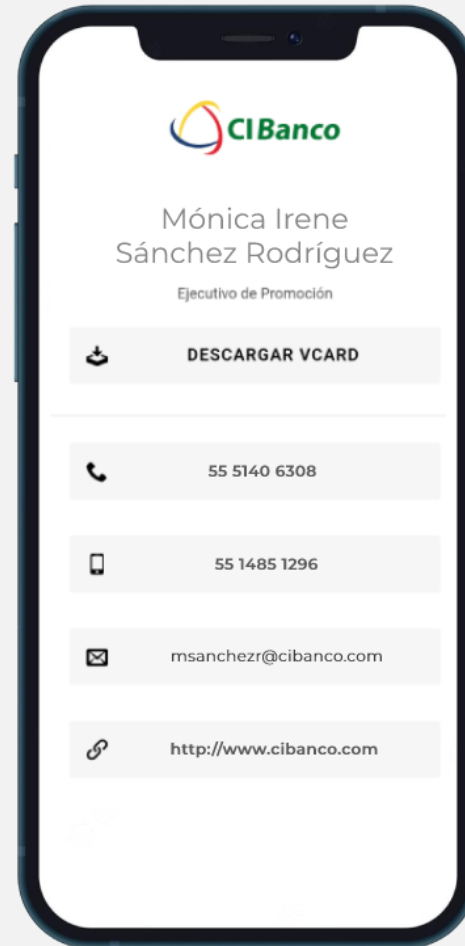 CIBanco
Mónica Irene
Sánchez Rodríguez
Ejecutivo de Promoción
DESCARGAR VCARD
55 5140 6308
55 1485 1296
msanchezr@cibanco.com
http://www.cibanco.com